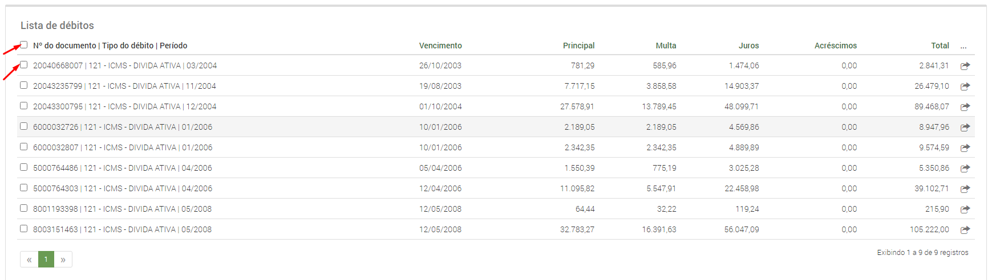 Lista de débitos
Nº do documento | Tipo do débito | Período Vencimento Principal Multa Juros Acréscimos Total ...
20040668007 | 121 - ICMS - DIVIDA ATIVA | 03/2004 26/10/2003 781,29 585,96 1.474,06 0,00 2.841,31
20043235799 | 121 - ICMS - DIVIDA ATIVA | 11/2004 19/08/2003 7.717,15 3.858,58 14.903,37 0,00 26.479,10
20043300795 | 121 - ICMS - DIVIDA ATIVA | 12/2004 01/10/2004 27.578,91 13.789,45 48.099,71 0,00 89.468,07
6000032726 | 121 - ICMS - DIVIDA ATIVA | 01/2006 10/01/2006 2.189,05 2.189,05 4.569,86 0,00 8.947,96
6000032807 | 121 - ICMS - DIVIDA ATIVA | 01/2006 10/01/2006 2.342,35 2.342,35 4.889,89 0,00 9.574,59
5000764486 | 121 - ICMS - DIVIDA ATIVA | 04/2006 05/04/2006 1.550,39 775,19 3.025,28 0,00 5.350,86
5000764303 | 121 - ICMS - DIVIDA ATIVA | 04/2006 12/04/2006 11.095,82 5.547,91 22.458,98 0,00 39.102,71
8001193398 | 121 - ICMS - DIVIDA ATIVA | 05/2008 12/05/2008 64,44 32,22 119,24 0,00 215,90
8003151463 | 121 - ICMS - DIVIDA ATIVA | 05/2008 12/05/2008 32.783,27 16.391,63 56.047,09 0,00 105.222,00
« 1 »
Exibindo 1 a 9 de 9 registros